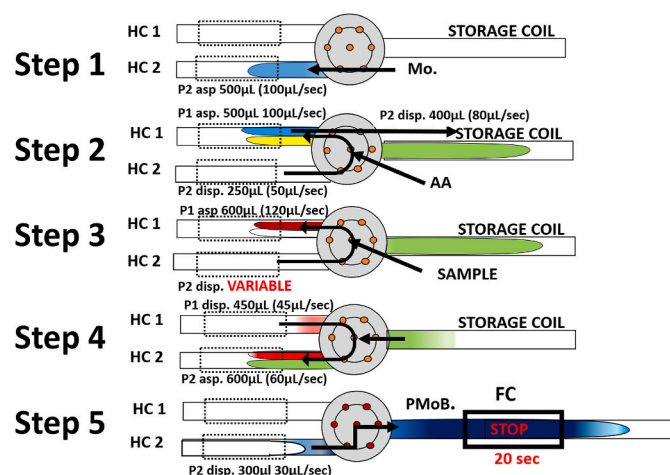 HC 1
STORAGE COIL
Step 1
HC 2
Mo.
P2 asp 500µL (100µL/sec)
P1 asp. 500µL 100µL/sec)
P2 disp. 400µL (80µL/sec)
HC 1
STORAGE COIL
Step 2
HC 2
AA
P2 disp. 250µL (50µL/sec)
P1 asp 600µL (120µL/sec)
HC 1
Step 3
HC 2
SAMPLE
P2 disp. VARIABLE
P1 disp. 450µL (45µL/sec)
HC 1
STORAGE COIL
Step 4
HC 2
P2 asp. 600µL (60µL/sec)
FC
PMoB.
HC 1
Step 5
STOP
HC 2
20 sec
P2 disp. 300µl 30µL/sec)